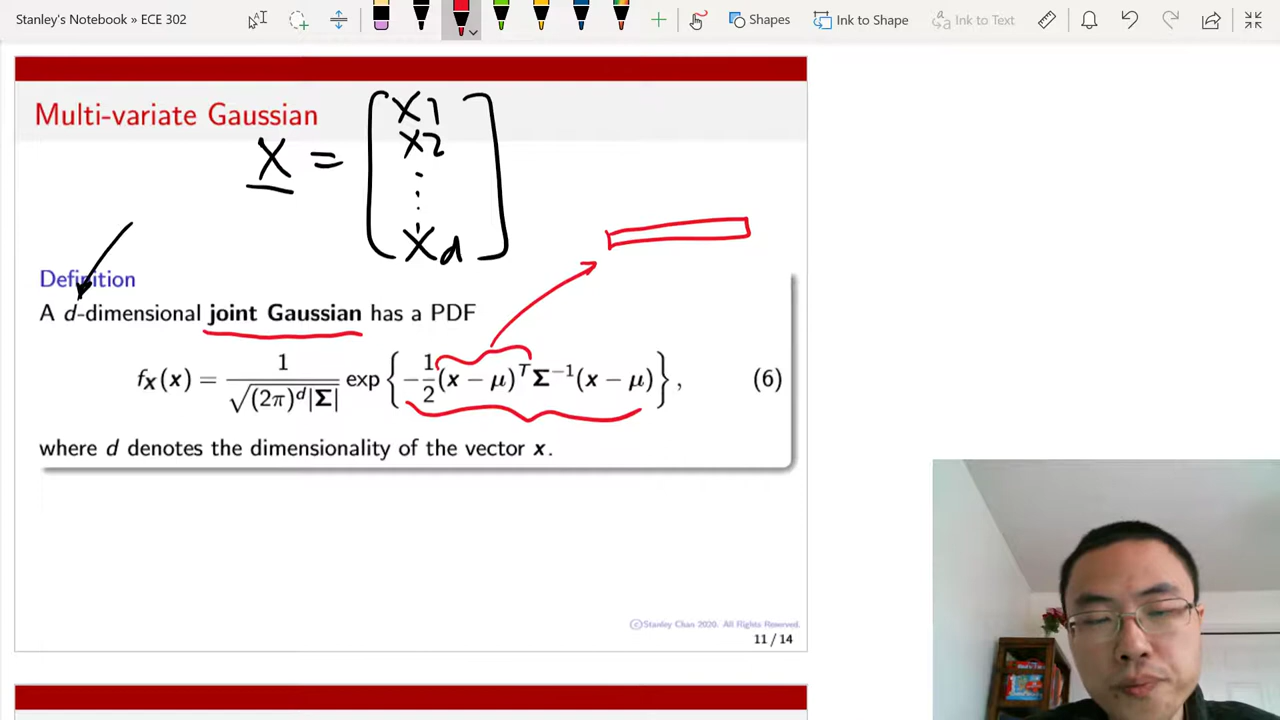 Stanley's Notebook » ECE 302
Shapes
Ink to Shape
Ink to Text
Multi-variate Gaussian
X = [X1
X2
⋮
Xd]
Definition
A d-dimensional joint Gaussian has a PDF
f_X(x) = 1/√((2π)^d|Σ|) exp{−1/2(x − μ)^T Σ^−1(x − μ)}, (6)
where d denotes the dimensionality of the vector x.
©Stanley Chan 2020. All Rights Reserved.
11 / 14